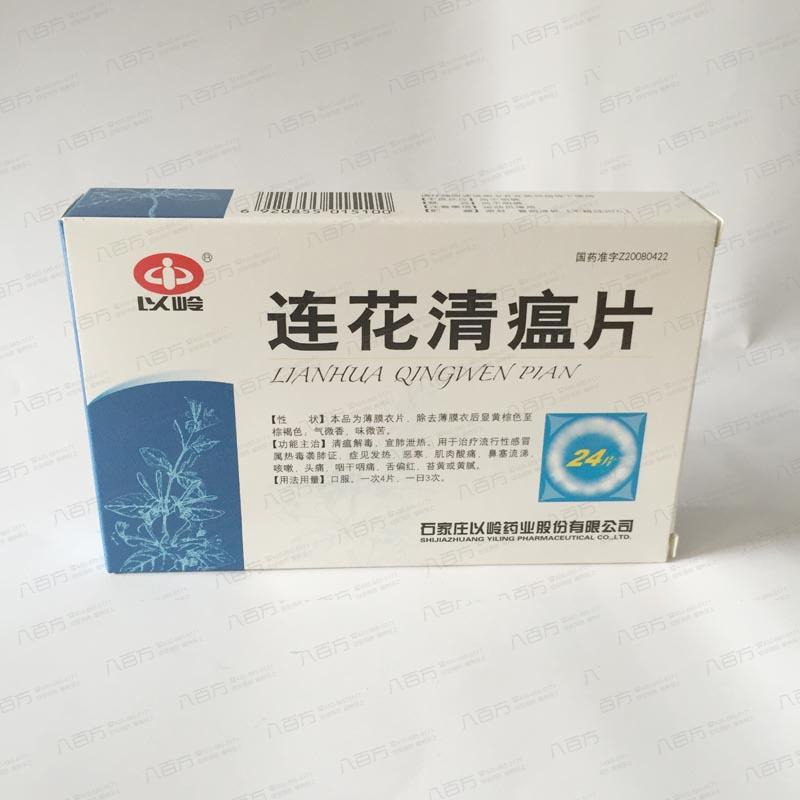 6 920855 015100
以岭®
国药准字Z20080422
连花清瘟片
LIANHUA QINGWEN PIAN
【性　状】本品为薄膜衣片，除去薄膜衣后显黄棕色至
棕褐色，气微香，味微苦。
【功能主治】清瘟解毒，宣肺泄热。用于治疗流行性感冒
属热毒袭肺证，症见发热、恶寒、肌肉酸痛、鼻塞流涕、
咳嗽、头痛、咽干咽痛、舌偏红、苔黄或黄腻。
【用法用量】口服。一次4片，一日3次。
24片
石家庄以岭药业股份有限公司
SHIJIAZHUANG YILING PHARMACEUTICAL CO.,LTD.
八百方